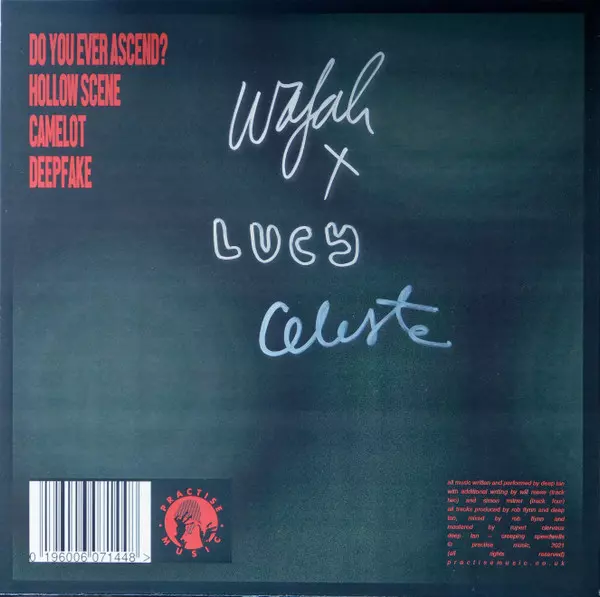 DO YOU EVER ASCEND?
HOLLOW SCENE
CAMELOT
DEEPFAKE
Wafah
X
LUCY
Celeste
0 196006 071448 >
PRACTISE MUSIC
all music written and performed by deep tan
with additional writing by will (track
two) and (track four)
all tracks produced by rob flynn and deep
tan, mixed by rob flynn and
mastered by rupert clervaux
deep tan – creeping speedwells
© practise music, 2021
(all rights reserved)
practisemusic.co.uk